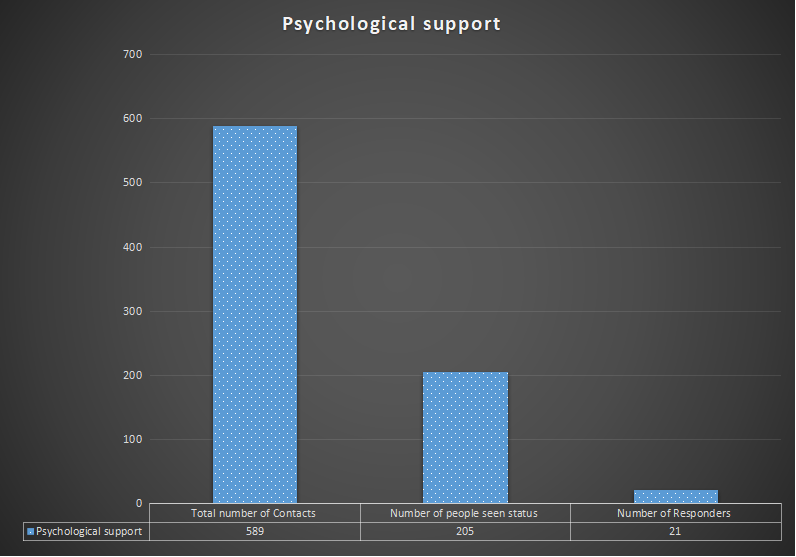 Psychological support
700
600
500
400
300
200
100
0
Total number of Contacts Number of people seen status Number of Responders
Psychological support 589 205 21